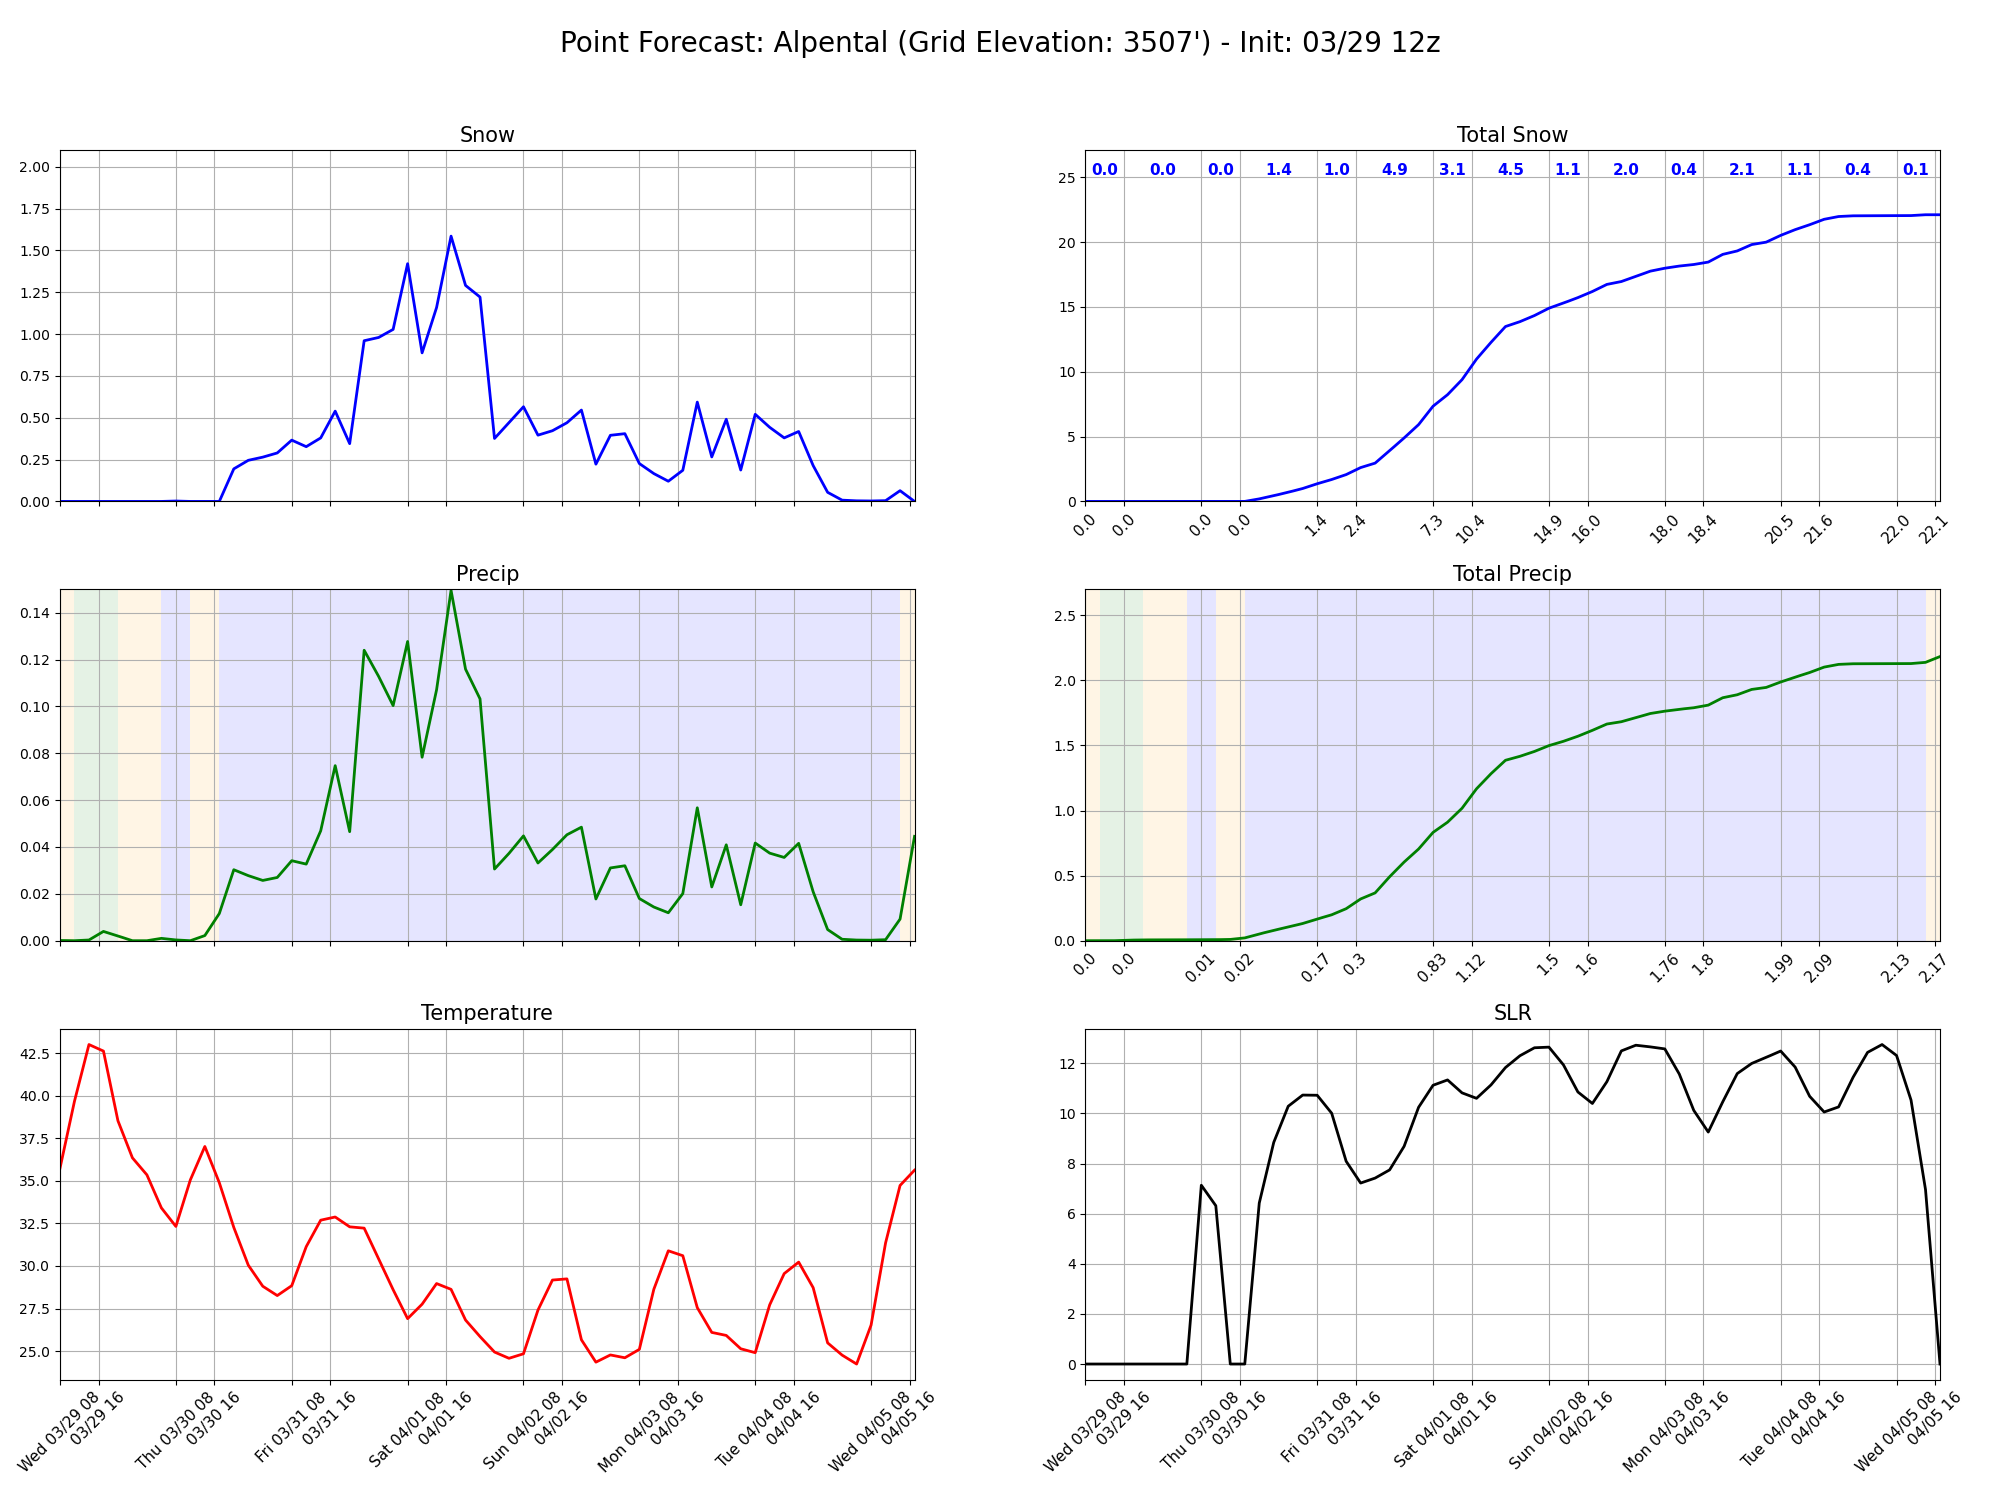 Point Forecast: Alpental (Grid Elevation: 3507') - Init: 03/29 12z
Snow
2.00
1.75
1.50
1.25
1.00
0.75
0.50
0.25
0.00
Total Snow
0.0 0.0 0.0 1.4 1.0 4.9 3.1 4.5 1.1 2.0 0.4 2.1 1.1 0.4 0.1
25
20
15
10
5
0
0.0 0.0 0.0 0.0 1.4 2.4 7.3 10.4 14.9 16.0 18.0 18.4 20.5 21.6 22.0 22.1
Precip
0.14
0.12
0.10
0.08
0.06
0.04
0.02
0.00
Total Precip
2.5
2.0
1.5
1.0
0.5
0.0
0.0 0.0 0.01 0.02 0.17 0.3 0.83 1.12 1.5 1.6 1.76 1.8 1.99 2.09 2.13 2.17
Temperature
42.5
40.0
37.5
35.0
32.5
30.0
27.5
25.0
Wed 03/29 08
03/29 16
Thu 03/30 08
03/30 16
Fri 03/31 08
03/31 16
Sat 04/01 08
04/01 16
Sun 04/02 08
04/02 16
Mon 04/03 08
04/03 16
Tue 04/04 08
04/04 16
Wed 04/05 08
04/05 16
SLR
12
10
8
6
4
2
0
Wed 03/29 08
03/29 16
Thu 03/30 08
03/30 16
Fri 03/31 08
03/31 16
Sat 04/01 08
04/01 16
Sun 04/02 08
04/02 16
Mon 04/03 08
04/03 16
Tue 04/04 08
04/04 16
Wed 04/05 08
04/05 16